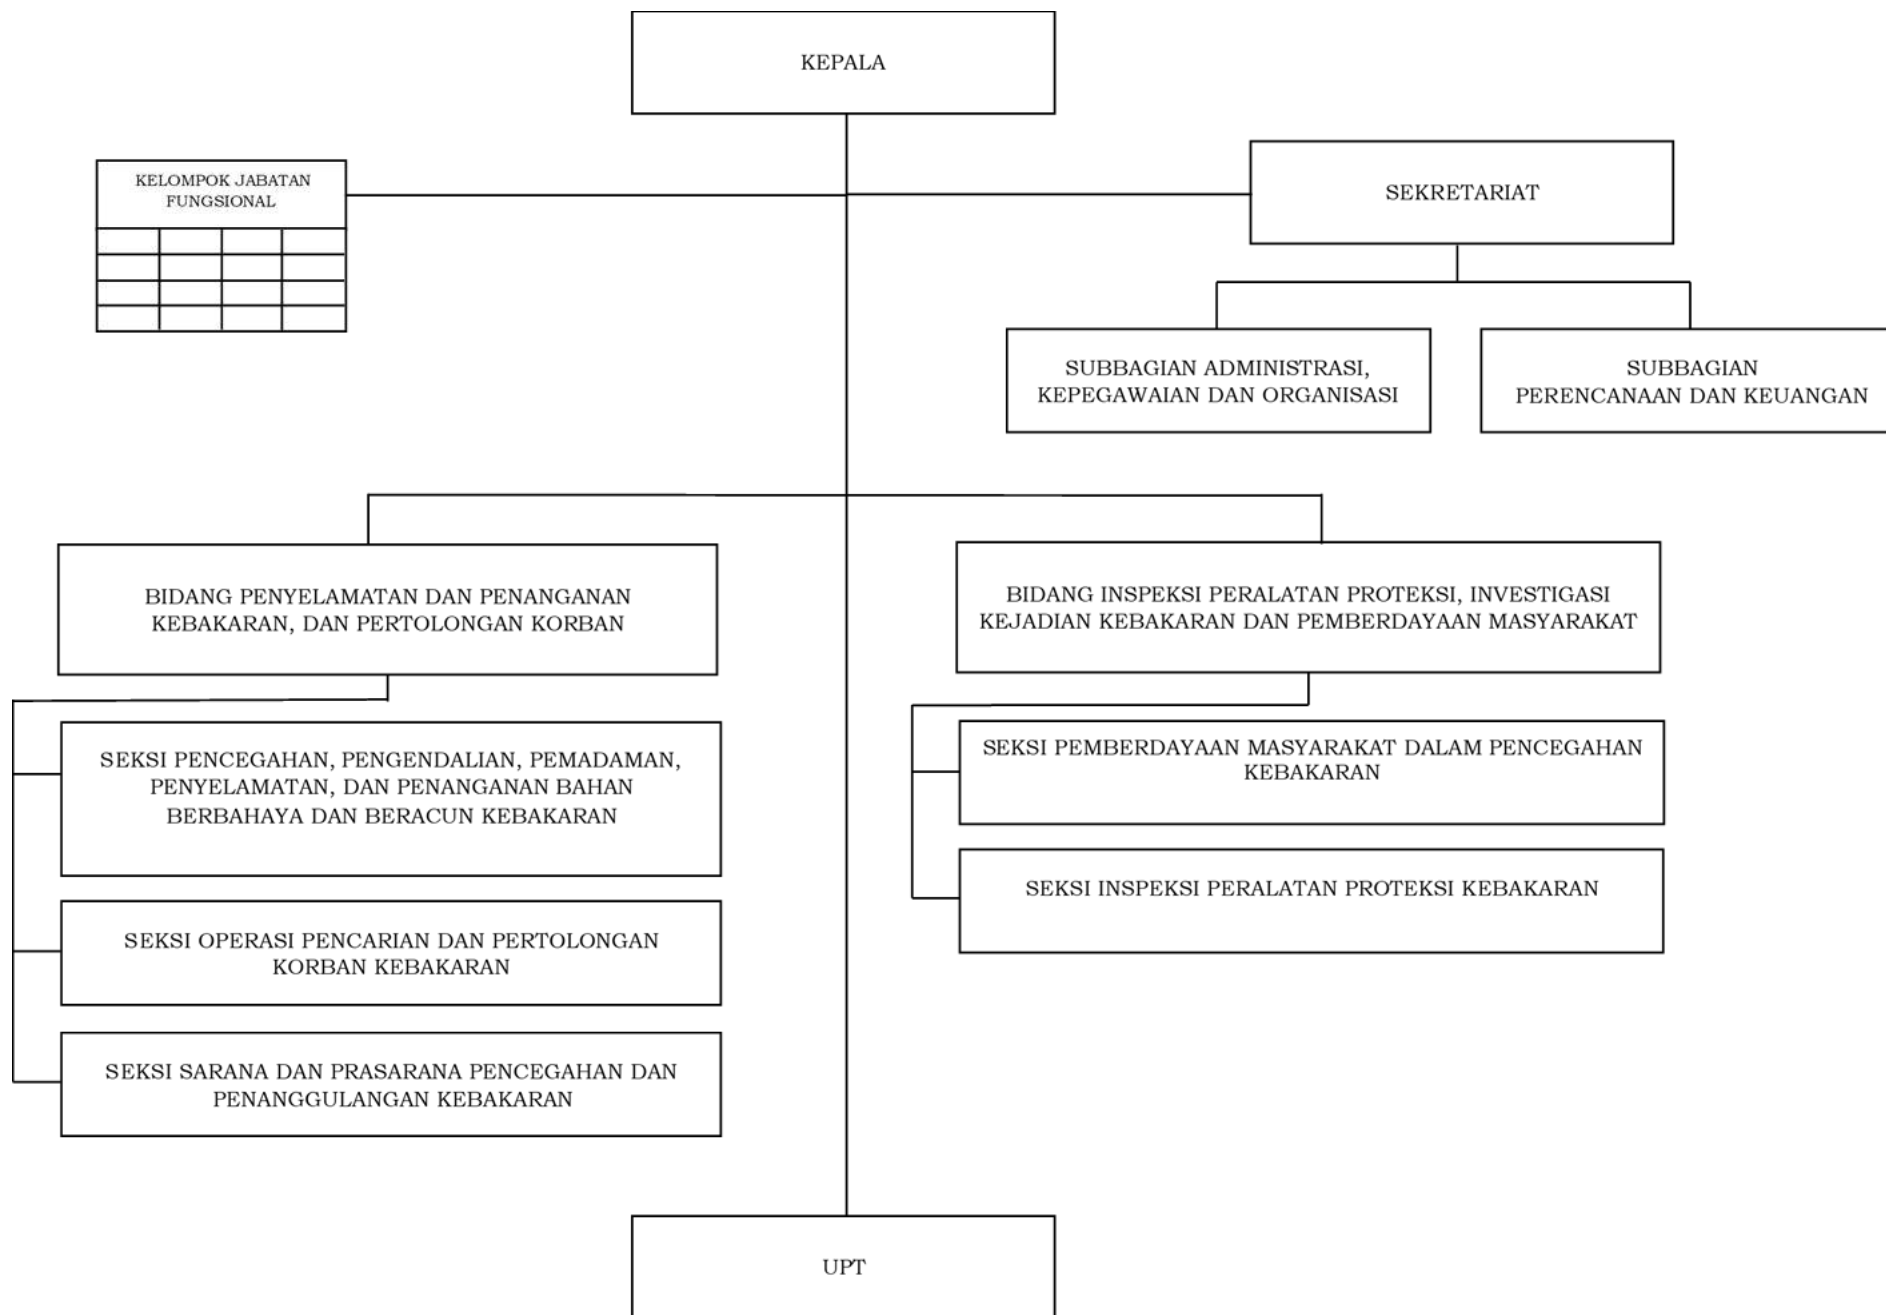 KEPALA
KELOMPOK JABATAN
FUNGSIONAL
SEKRETARIAT
SUBBAGIAN ADMINISTRASI,
KEPEGAWAIAN DAN ORGANISASI
SUBBAGIAN
PERENCANAAN DAN KEUANGAN
BIDANG PENYELAMATAN DAN PENANGANAN
KEBAKARAN, DAN PERTOLONGAN KORBAN
BIDANG INSPEKSI PERALATAN PROTEKSI, INVESTIGASI
KEJADIAN KEBAKARAN DAN PEMBERDAYAAN MASYARAKAT
SEKSI PENCEGAHAN, PENGENDALIAN, PEMADAMAN,
PENYELAMATAN, DAN PENANGANAN BAHAN
BERBAHAYA DAN BERACUN KEBAKARAN
SEKSI OPERASI PENCARIAN DAN PERTOLONGAN
KORBAN KEBAKARAN
SEKSI SARANA DAN PRASARANA PENCEGAHAN DAN
PENANGGULANGAN KEBAKARAN
SEKSI PEMBERDAYAAN MASYARAKAT DALAM PENCEGAHAN
KEBAKARAN
SEKSI INSPEKSI PERALATAN PROTEKSI KEBAKARAN
UPT